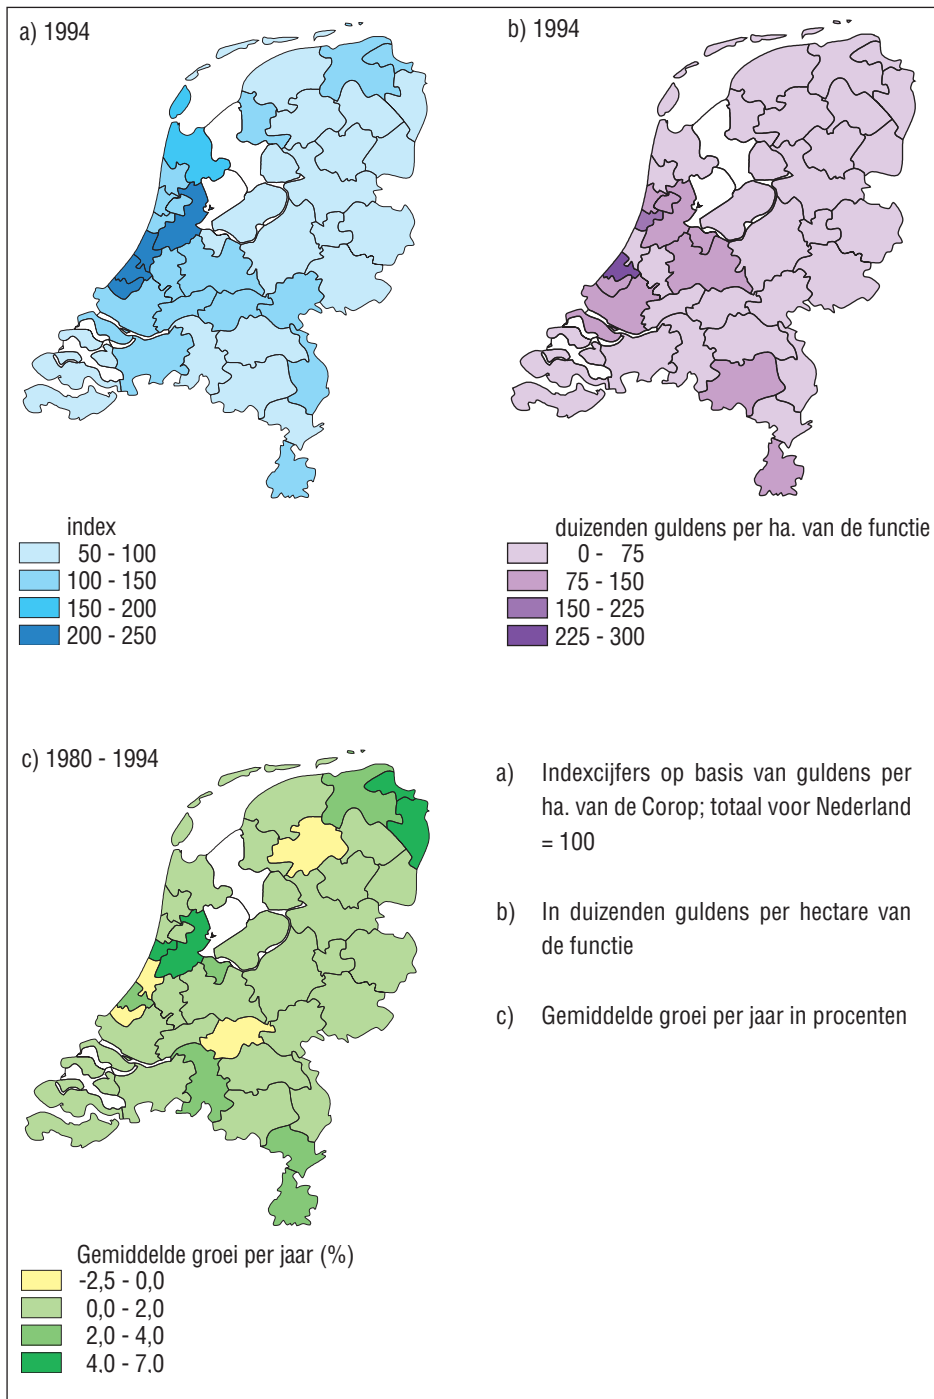 a) 1994
b) 1994
index
50 - 100
100 - 150
150 - 200
200 - 250
duizenden guldens per ha. van de functie
0 - 75
75 - 150
150 - 225
225 - 300
c) 1980 - 1994
Gemiddelde groei per jaar (%)
-2,5 - 0,0
0,0 - 2,0
2,0 - 4,0
4,0 - 7,0
a) Indexcijfers op basis van guldens per
ha. van de Corop; totaal voor Nederland
= 100
b) In duizenden guldens per hectare van
de functie
c) Gemiddelde groei per jaar in procenten